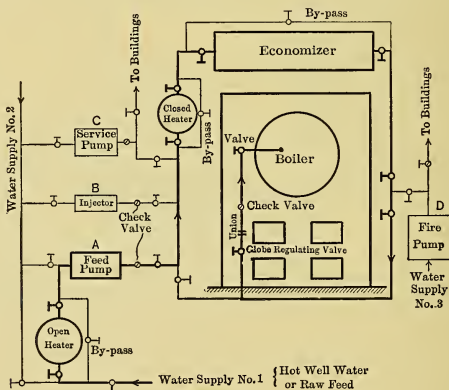 By-pass
To Buildings
Economizer
To Buildings
Water Supply No.2
C
Service
Pump
Closed
Heater
By-pass
Valve
Boiler
B
Injector
Check
Valve
Check Valve
Union
Globe Regulating Valve
D
Fire
Pump
A
Feed
Pump
Water
Supply
No.3
Open
Heater
By-pass
Water Supply No.1 { Hot Well Water
or Raw Feed